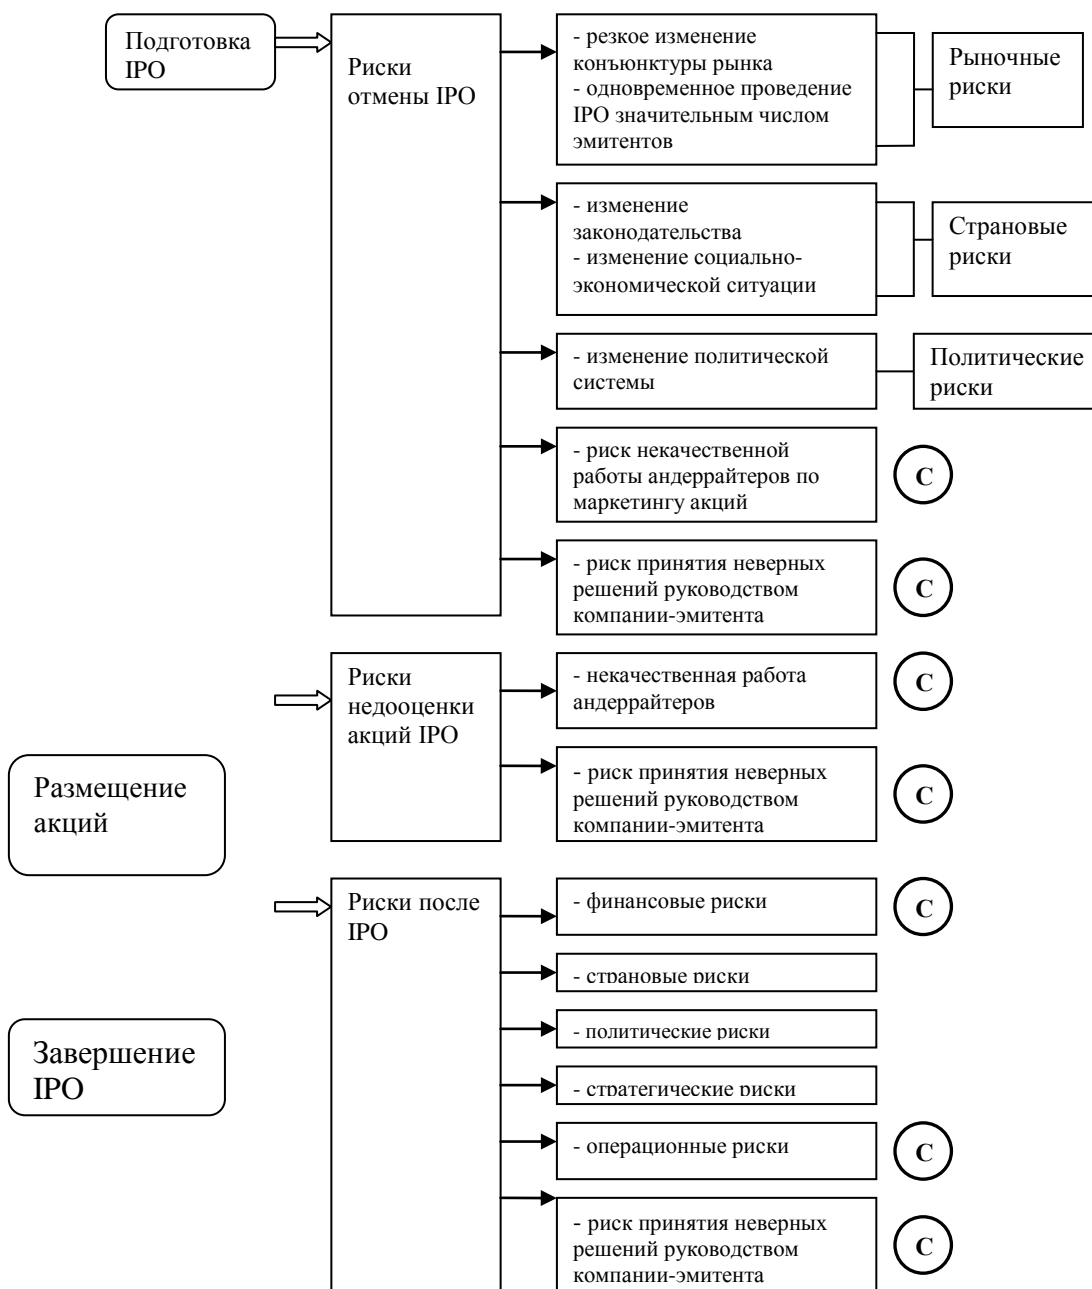 Подготовка
IPO
Риски
отмены IPO
- резкое изменение
конъюнктуры рынка
- одновременное проведение
IPO значительным числом
эмитентов
Рыночные
риски
- изменение
законодательства
- изменение социально-
экономической ситуации
Страновые
риски
- изменение политической
системы
Политические
риски
- риск некачественной
работы андеррайтеров по
маркетингу акций
С
- риск принятия неверных
решений руководством
компании-эмитента
С
Размещение
акций
Риски
недооценки
акций IPO
- некачественная работа
андеррайтеров
С
- риск принятия неверных
решений руководством
компании-эмитента
С
Завершение
IPO
Риски после
IPO
- финансовые риски
С
- страновые риски
- политические риски
- стратегические риски
- операционные риски
С
- риск принятия неверных
решений руководством
компании-эмитента
С